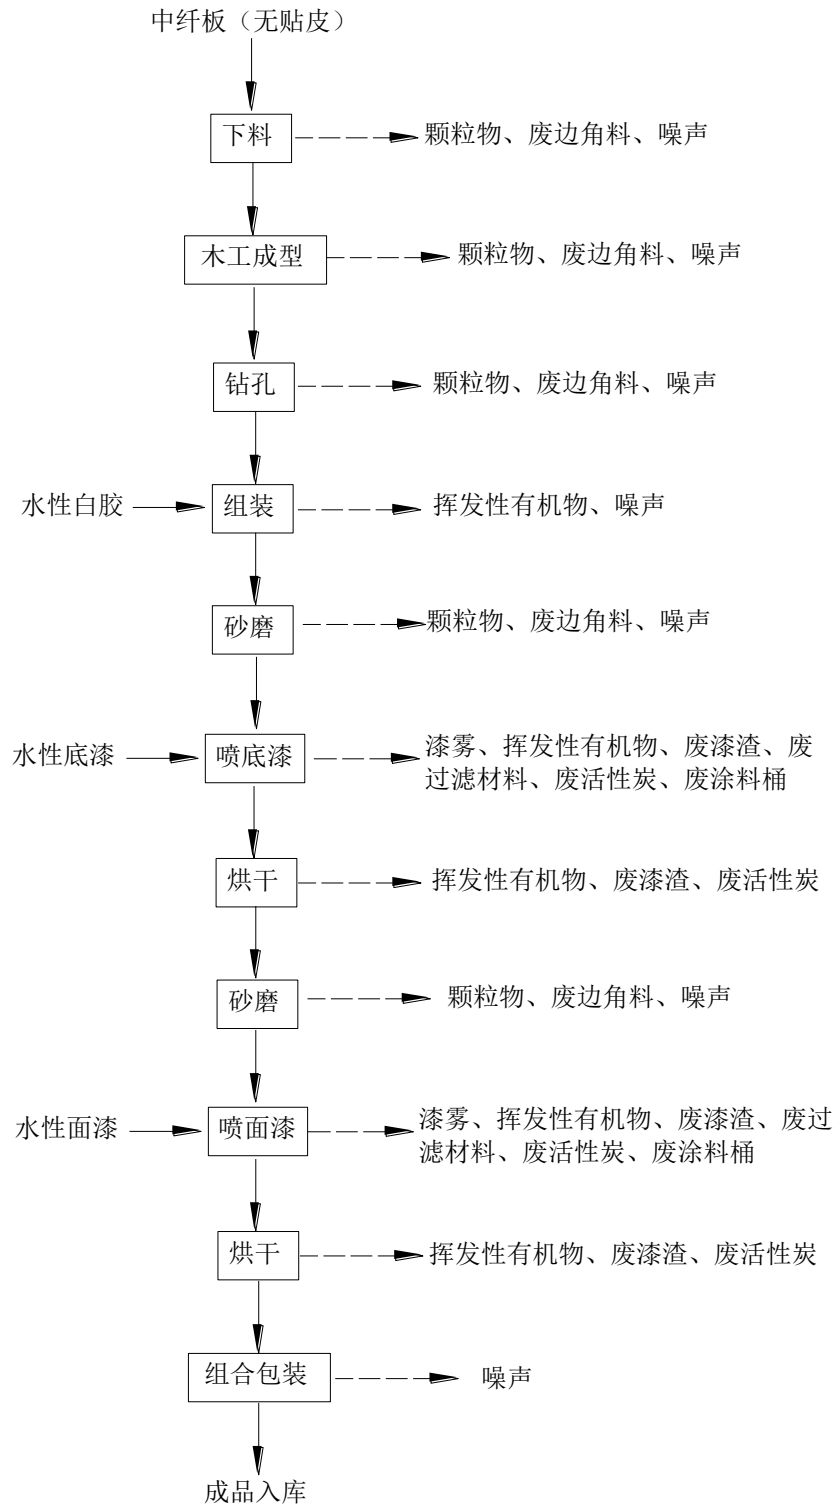 中纤板（无贴皮）
下料
颗粒物、废边角料、噪声
木工成型
颗粒物、废边角料、噪声
钻孔
颗粒物、废边角料、噪声
水性白胶
组装
挥发性有机物、噪声
砂磨
颗粒物、废边角料、噪声
水性底漆
喷底漆
漆雾、挥发性有机物、废漆渣、废
过滤材料、废活性炭、废涂料桶
烘干
挥发性有机物、废漆渣、废活性炭
砂磨
颗粒物、废边角料、噪声
水性面漆
喷面漆
漆雾、挥发性有机物、废漆渣、废过
滤材料、废活性炭、废涂料桶
烘干
挥发性有机物、废漆渣、废活性炭
组合包装
噪声
成品入库